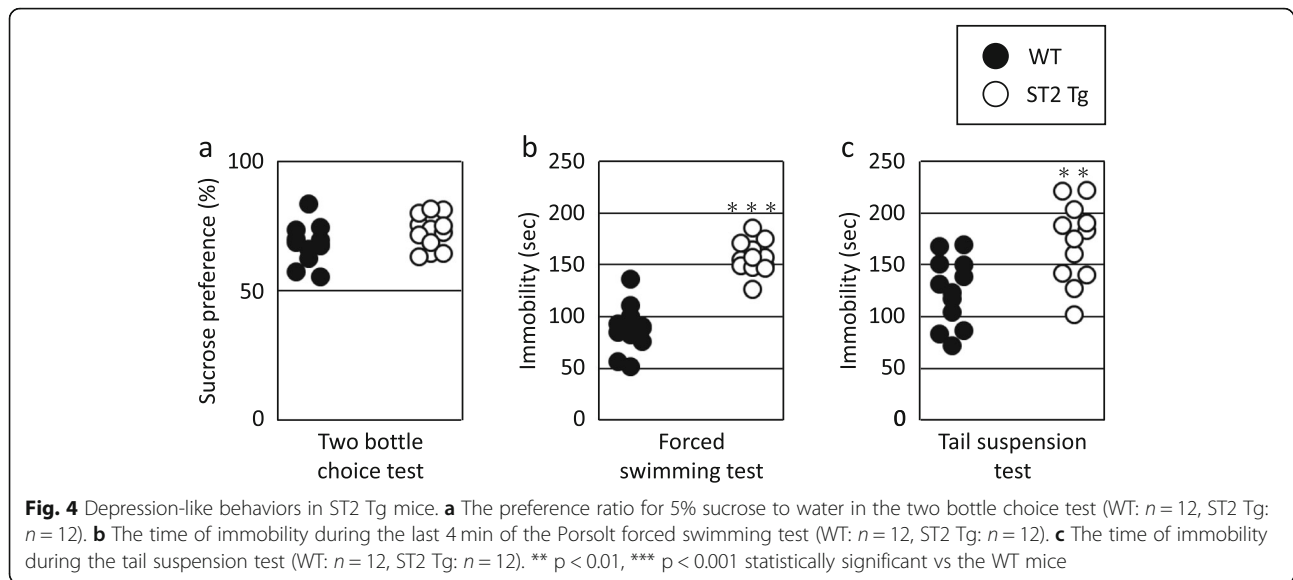 WT
ST2 Tg
a
100
50
0
Sucrose preference (%)
Two bottle
choice test
b
250
200
150
100
50
0
Immobility (sec)
***
Forced
swimming test
c
250
200
150
100
50
0
Immobility (sec)
**
Tail suspension
test
Fig. 4 Depression-like behaviors in ST2 Tg mice. a The preference ratio for 5% sucrose to water in the two bottle choice test (WT: n = 12, ST2 Tg:
n = 12). b The time of immobility during the last 4 min of the Porsolt forced swimming test (WT: n = 12, ST2 Tg: n = 12). c The time of immobility
during the tail suspension test (WT: n = 12, ST2 Tg: n = 12). ** p < 0.01, *** p < 0.001 statistically significant vs the WT mice